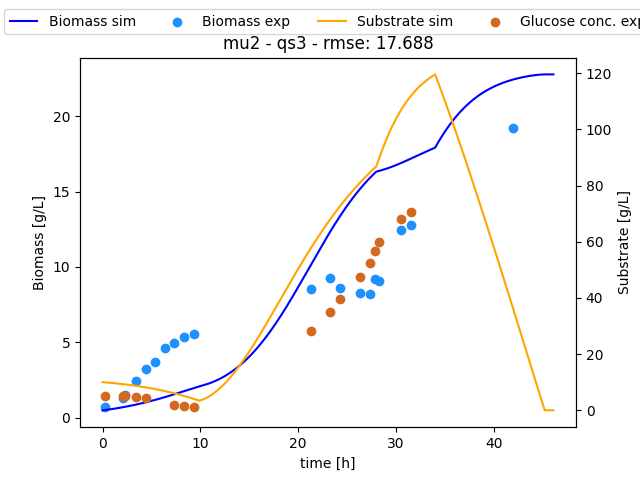 Biomass sim Biomass exp Substrate sim Glucose conc. exp
mu2 - qs3 - rmse: 17.688
Biomass [g/L]
0 5 10 15 20
0 10 20 30 40
time [h]
0 20 40 60 80 100 120
Substrate [g/L]